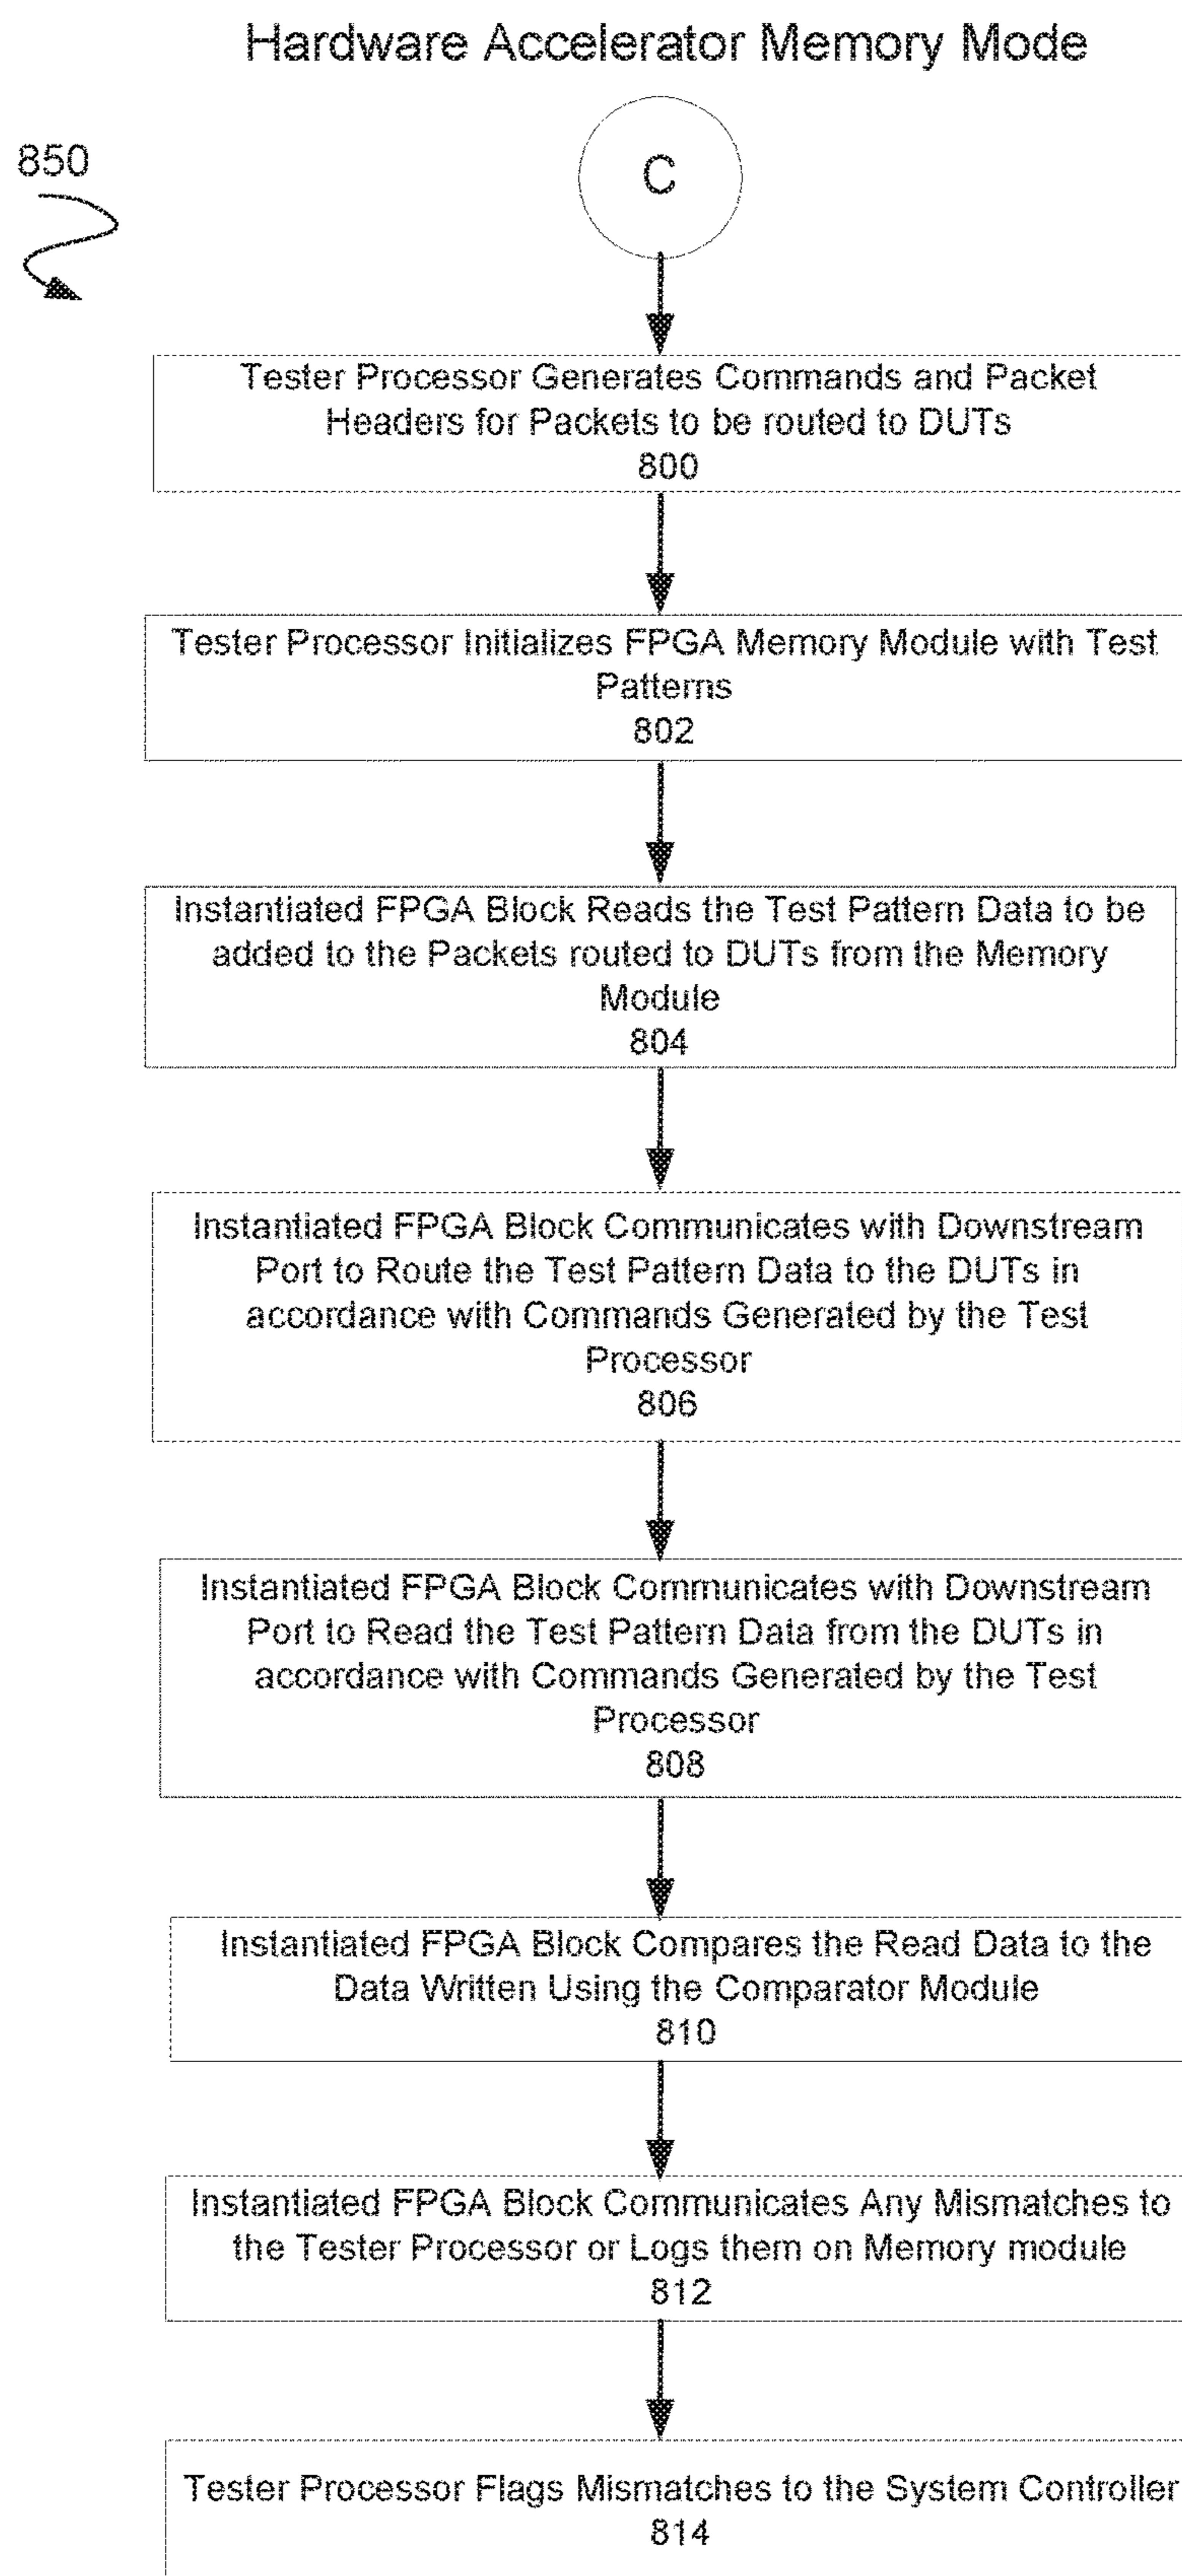 Hardware Accelerator Memory Mode
850
C
Tester Processor Generates Commands and Packet
Headers for Packets to be routed to DUTs
800
Tester Processor Initializes FPGA Memory Module with Test
Patterns
802
Instantiated FPGA Block Reads the Test Pattern Data to be
added to the Packets routed to DUTs from the Memory
Module
804
Instantiated FPGA Block Communicates with Downstream
Port to Route the Test Pattern Data to the DUTs in
accordance with Commands Generated by the Test
Processor
806
Instantiated FPGA Block Communicates with Downstream
Port to Read the Test Pattern Data from the DUTs in
accordance with Commands Generated by the Test
Processor
808
Instantiated FPGA Block Compares the Read Data to the
Data Written Using the Comparator Module
810
Instantiated FPGA Block Communicates Any Mismatches to
the Tester Processor or Logs them on Memory module
812
Tester Processor Flags Mismatches to the System Controller
814